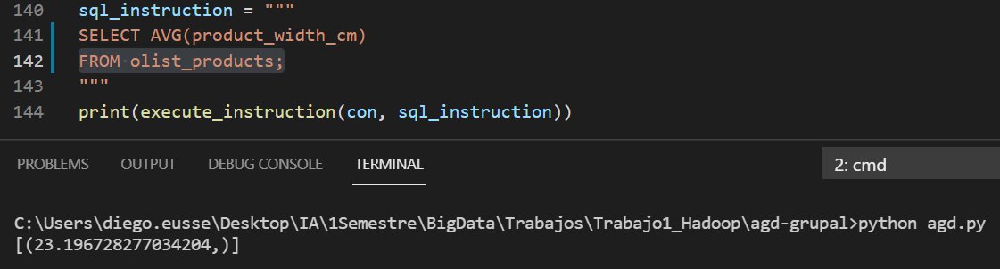 140 sql_instruction = """
141 SELECT AVG(product_width_cm)
142 FROM olist_products;
143 """
144 print(execute_instruction(con, sql_instruction))
PROBLEMS OUTPUT DEBUG CONSOLE TERMINAL 2: cmd
C:\Users\diego.eusse\Desktop\IA\1Semestre\BigData\Trabajos\Trabajo1_Hadoop\agd-grupal>python agd.py
[(23.196728277034204,)]